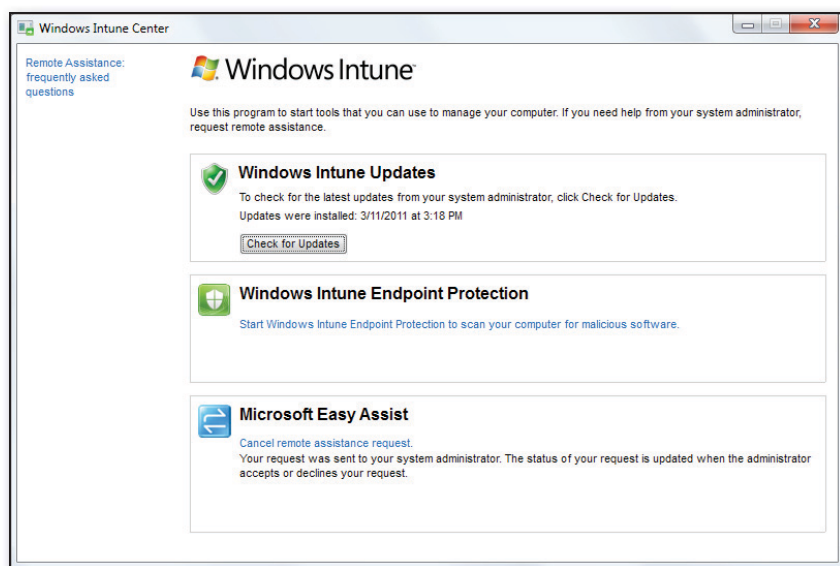 Windows Intune Center
Remote Assistance:
frequently asked
questions
Windows Intune™
Use this program to start tools that you can use to manage your computer. If you need help from your system administrator,
request remote assistance.
Windows Intune Updates
To check for the latest updates from your system administrator, click Check for Updates.
Updates were installed: 3/11/2011 at 3:18 PM
Check for Updates
Windows Intune Endpoint Protection
Start Windows Intune Endpoint Protection to scan your computer for malicious software.
Microsoft Easy Assist
Cancel remote assistance request.
Your request was sent to your system administrator. The status of your request is updated when the administrator
accepts or declines your request.